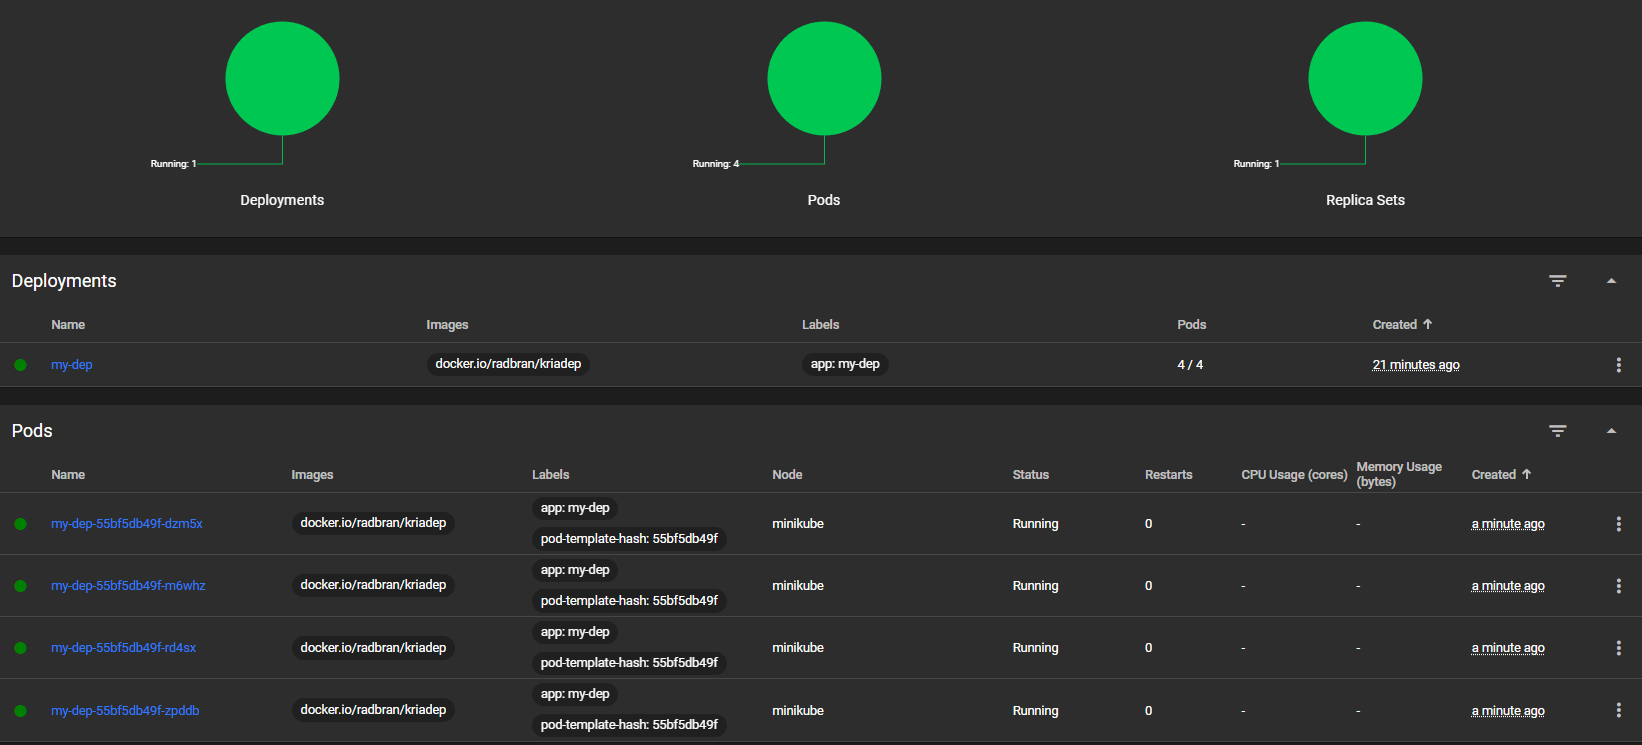 Running: 1 Running: 4 Running: 1
Deployments Pods Replica Sets
Deployments
Name Images Labels Pods Created
my-dep docker.io/radbran/kriadep app: my-dep 4 / 4 21 minutes ago
Pods
Name Images Labels Node Status Restarts CPU Usage (cores) Memory Usage (bytes) Created
my-dep-55bf5db49f-dzm5x docker.io/radbran/kriadep app: my-dep minikube Running 0 - - a minute ago
pod-template-hash: 55bf5db49f
my-dep-55bf5db49f-m6whz docker.io/radbran/kriadep app: my-dep minikube Running 0 - - a minute ago
pod-template-hash: 55bf5db49f
my-dep-55bf5db49f-rd4sx docker.io/radbran/kriadep app: my-dep minikube Running 0 - - a minute ago
pod-template-hash: 55bf5db49f
my-dep-55bf5db49f-zpddb docker.io/radbran/kriadep app: my-dep minikube Running 0 - - a minute ago
pod-template-hash: 55bf5db49f